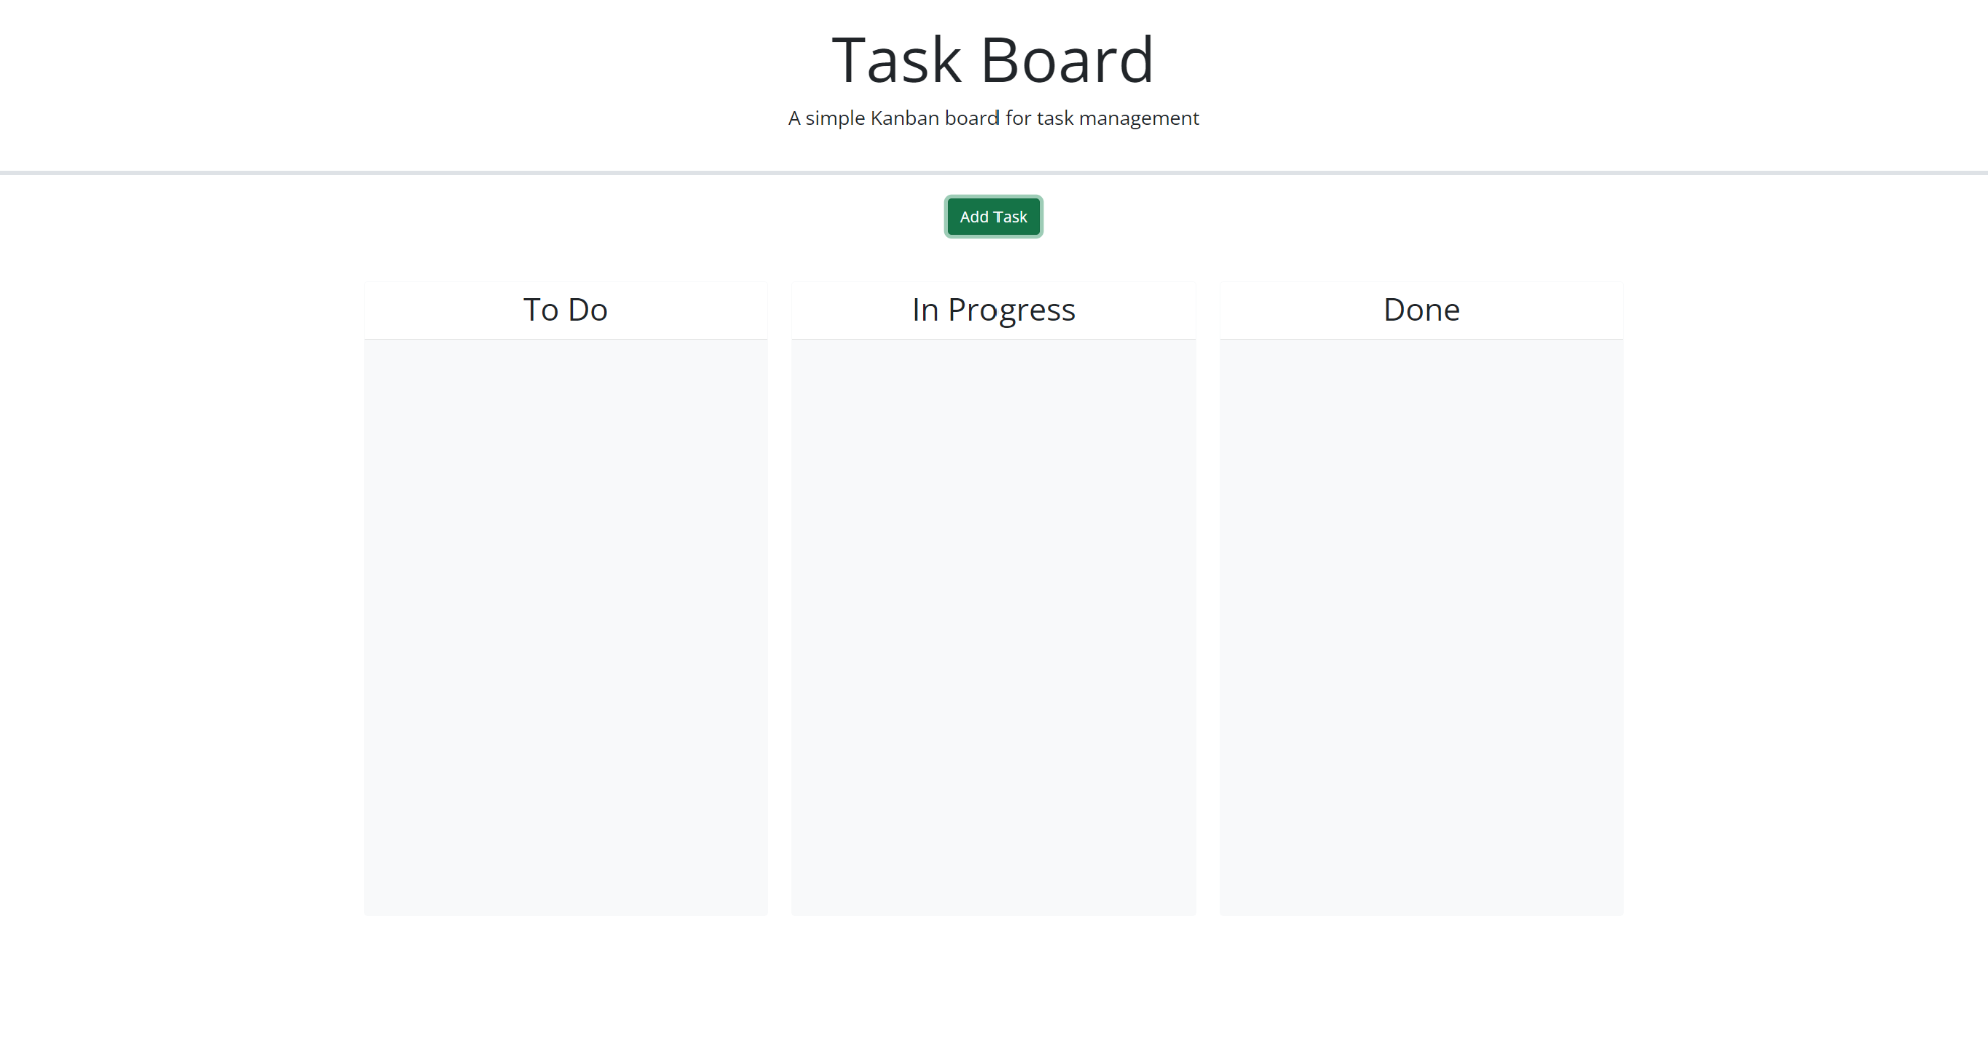 Task Board
A simple Kanban board for task management
Add Task
To Do
In Progress
Done